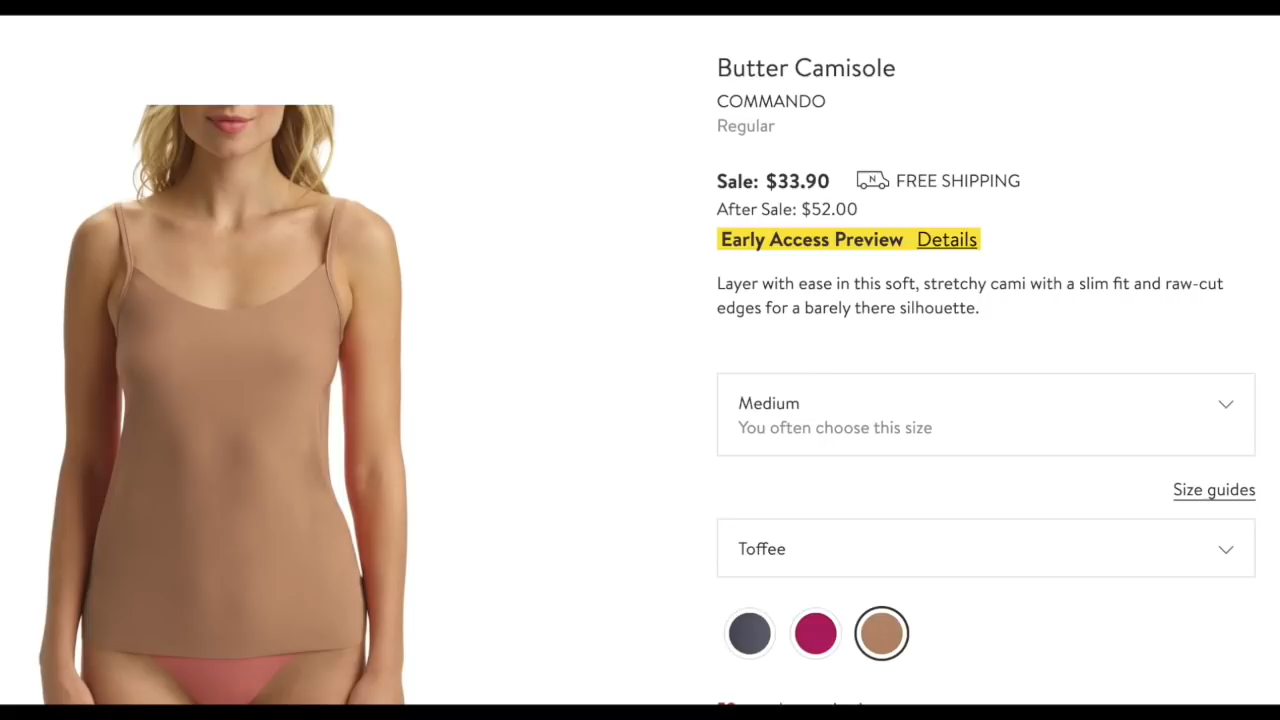 Butter Camisole
COMMANDO
Regular
Sale: $33.90 N FREE SHIPPING
After Sale: $52.00
Early Access Preview Details
Layer with ease in this soft, stretchy cami with a slim fit and raw-cut
edges for a barely there silhouette.
Medium
You often choose this size
Size guides
Toffee